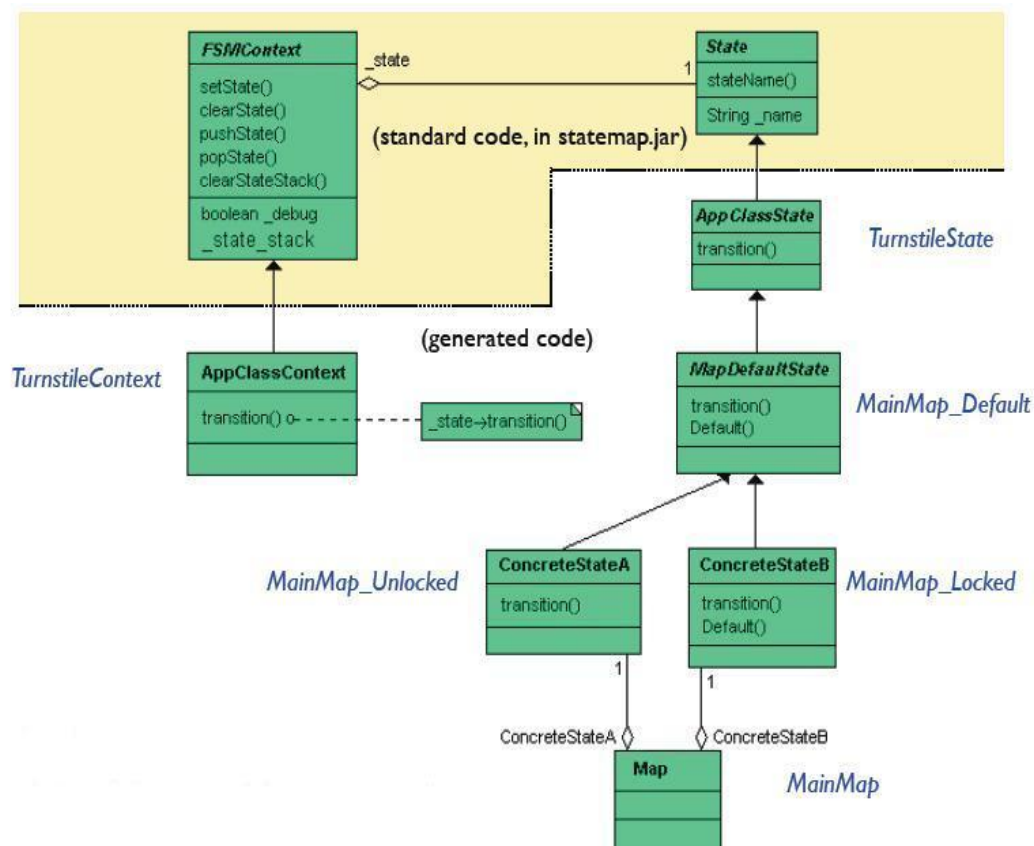 FSMContext
setState()
clearState()
pushState()
popState()
clearStateStack()
boolean _debug
_state_stack
_state
1
State
stateName()
String _name
(standard code, in statemap.jar)
AppClassState
transition()
TurnstileState
(generated code)
TurnstileContext
AppClassContext
transition()
_state→transition()
MapDefaultState
transition()
Default()
MainMap_Default
MainMap_Unlocked
ConcreteStateA
transition()
ConcreteStateB
transition()
Default()
MainMap_Locked
1
1
ConcreteStateA
ConcreteStateB
Map
MainMap